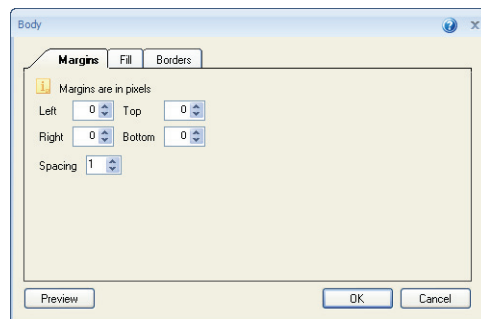 Body
Margins Fill Borders
Margins are in pixels
Left 0 Top 0
Right 0 Bottom 0
Spacing 1
Preview OK Cancel